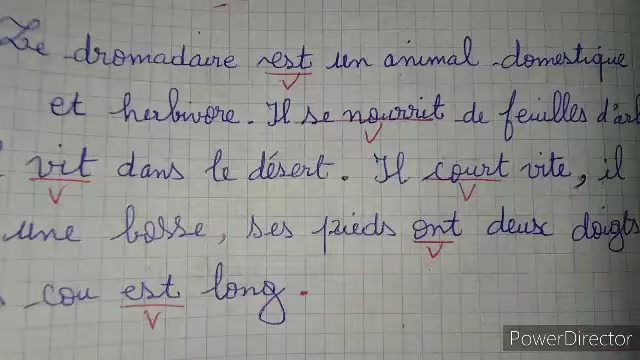 Le dromadaire est un animal domestique
et herbivore. Il se nourrit de feuilles
vit dans le désert. Il court vite, il
une bosse, ses pieds ont deux doigts
cou est long.
V
V
V
V
V
V
PowerDirector